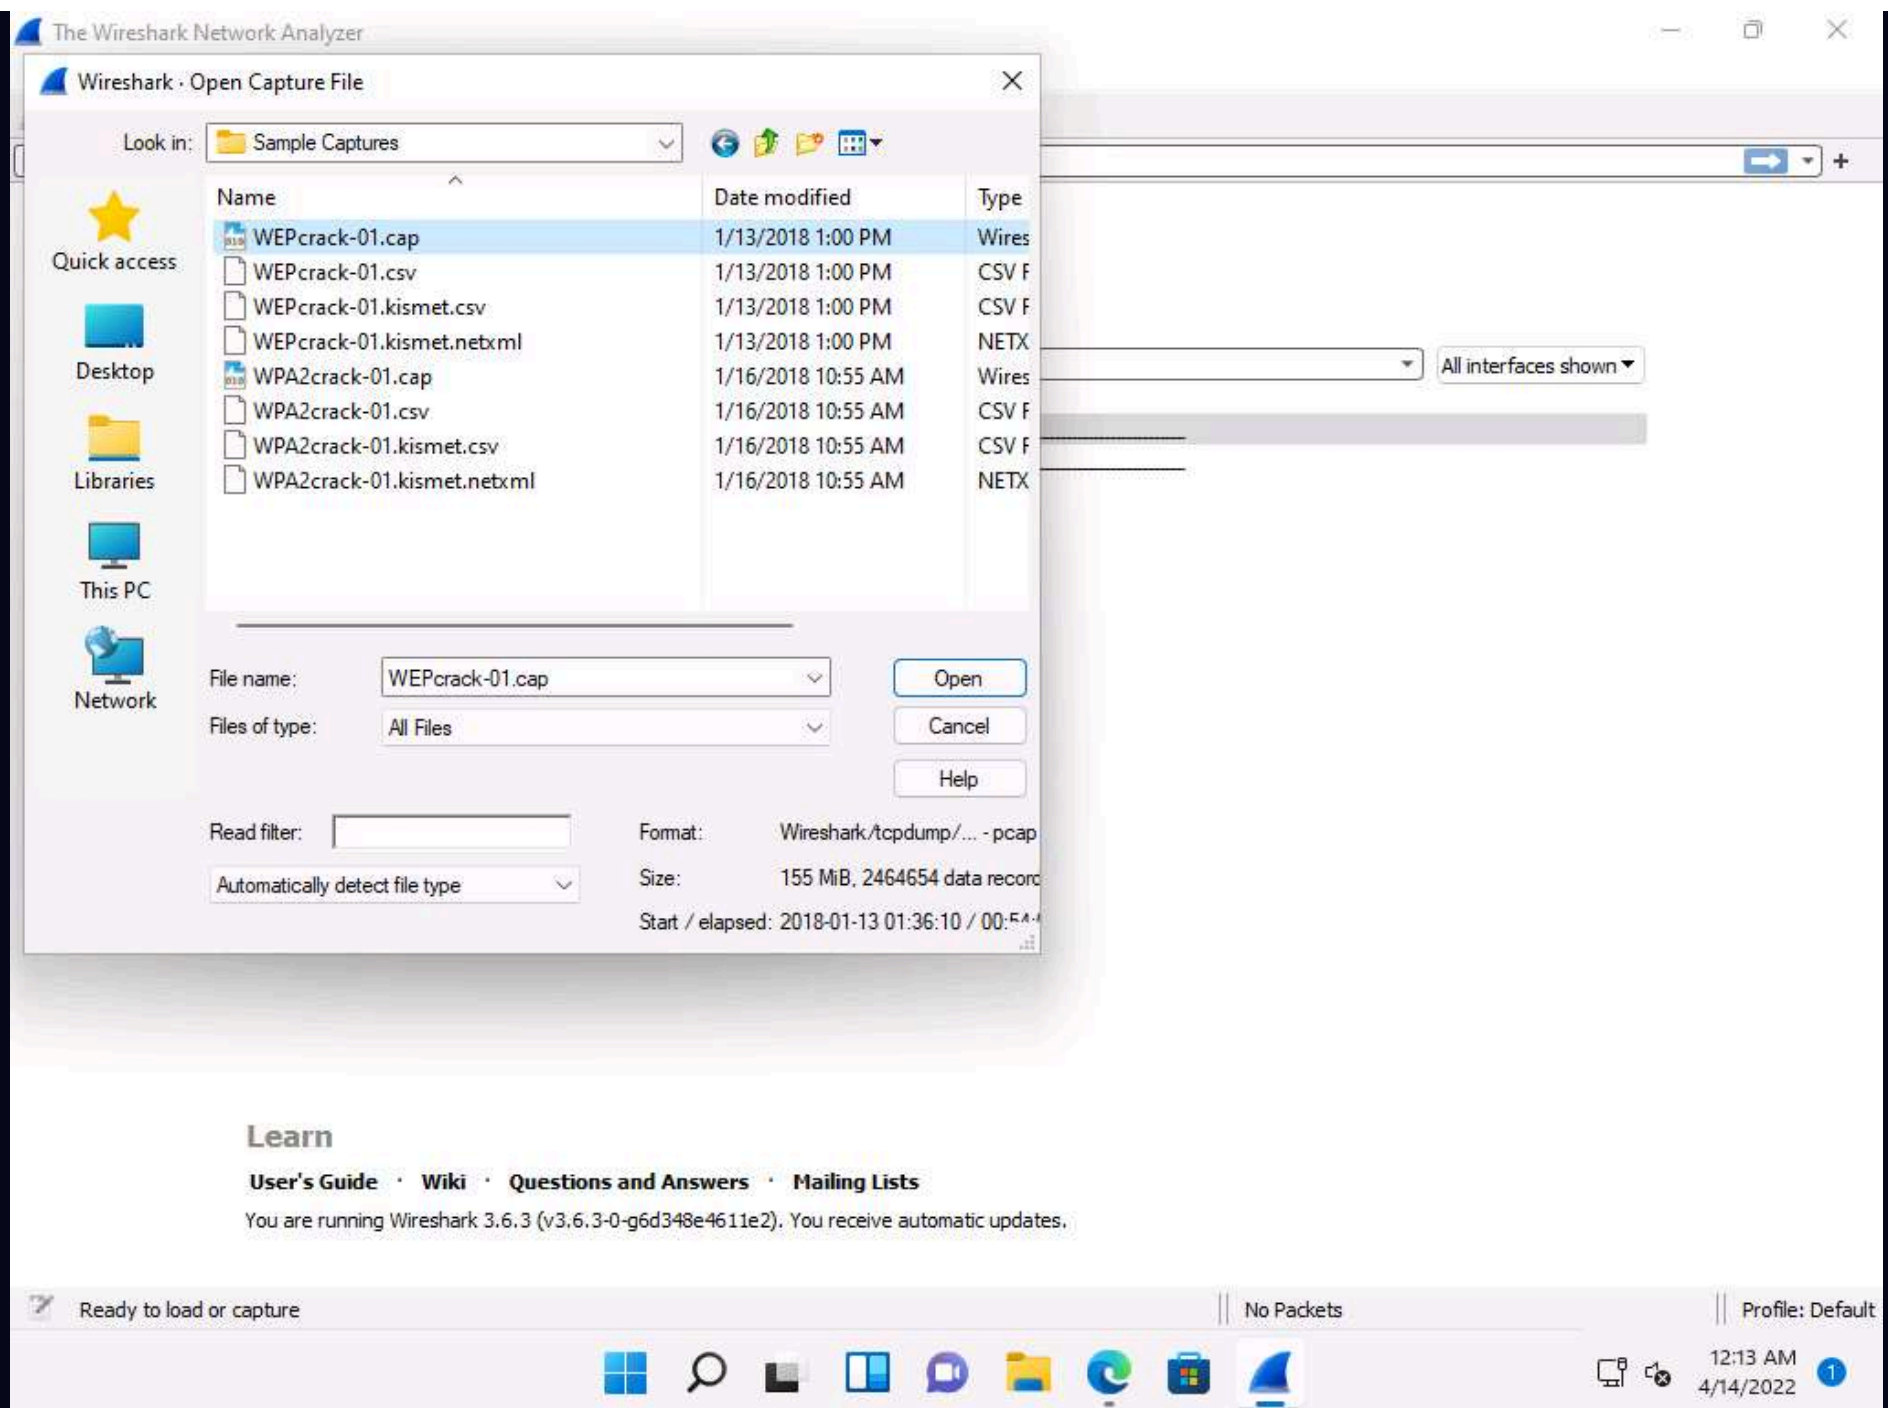 The Wireshark Network Analyzer
Wireshark · Open Capture File
Look in: Sample Captures
Name Date modified Type
WEPcrack-01.cap 1/13/2018 1:00 PM Wires
WEPcrack-01.csv 1/13/2018 1:00 PM CSV F
WEPcrack-01.kismet.csv 1/13/2018 1:00 PM CSV F
WEPcrack-01.kismet.netxml 1/13/2018 1:00 PM NETX
WPA2crack-01.cap 1/16/2018 10:55 AM Wires
WPA2crack-01.csv 1/16/2018 10:55 AM CSV F
WPA2crack-01.kismet.csv 1/16/2018 10:55 AM CSV F
WPA2crack-01.kismet.netxml 1/16/2018 10:55 AM NETX
Quick access
Desktop
Libraries
This PC
Network
All interfaces shown
File name: WEPcrack-01.cap Open
Files of type: All Files Cancel
Help
Read filter: Format: Wireshark/tcpdump/... - pcap
Automatically detect file type Size: 155 MiB, 2464654 data recorc
Start / elapsed: 2018-01-13 01:36:10 / 00:54:
Learn
User's Guide · Wiki · Questions and Answers · Mailing Lists
You are running Wireshark 3.6.3 (v3.6.3-0-g6d348e4611e2). You receive automatic updates.
Ready to load or capture No Packets Profile: Default
12:13 AM
4/14/2022 1